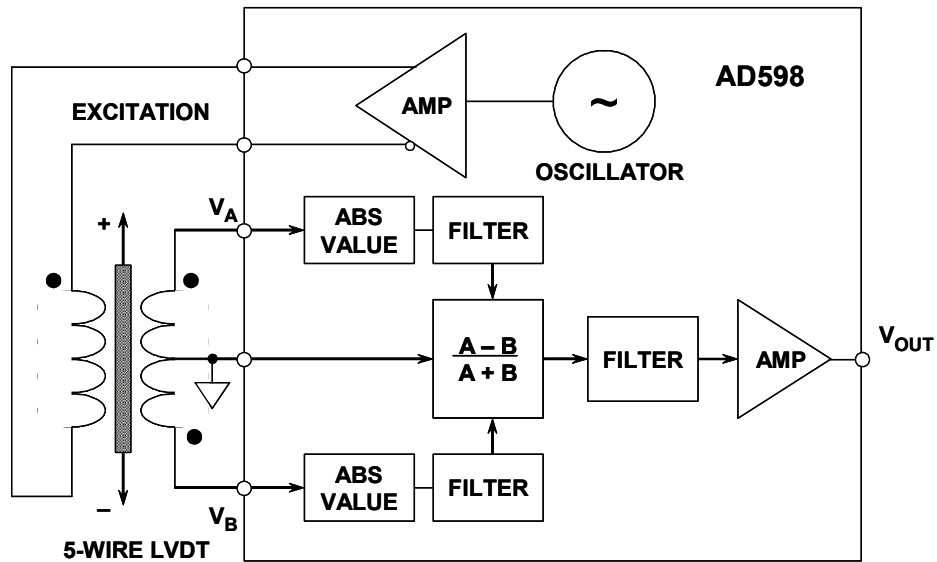 AD598
AMP
~
EXCITATION
OSCILLATOR
VA
ABS
VALUE
FILTER
+
A – B
A + B
FILTER
AMP
VOUT
ABS
VALUE
FILTER
–
VB
5-WIRE LVDT